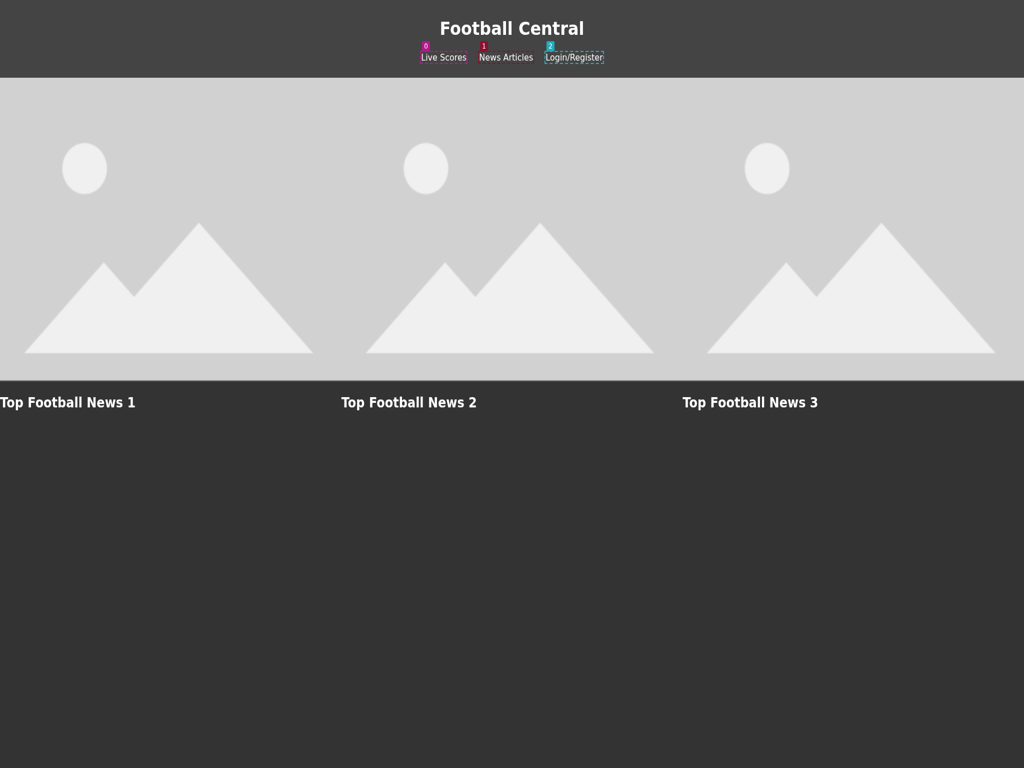 Football Central
0 1 2
Live Scores News Articles Login/Register
Top Football News 1 Top Football News 2 Top Football News 3